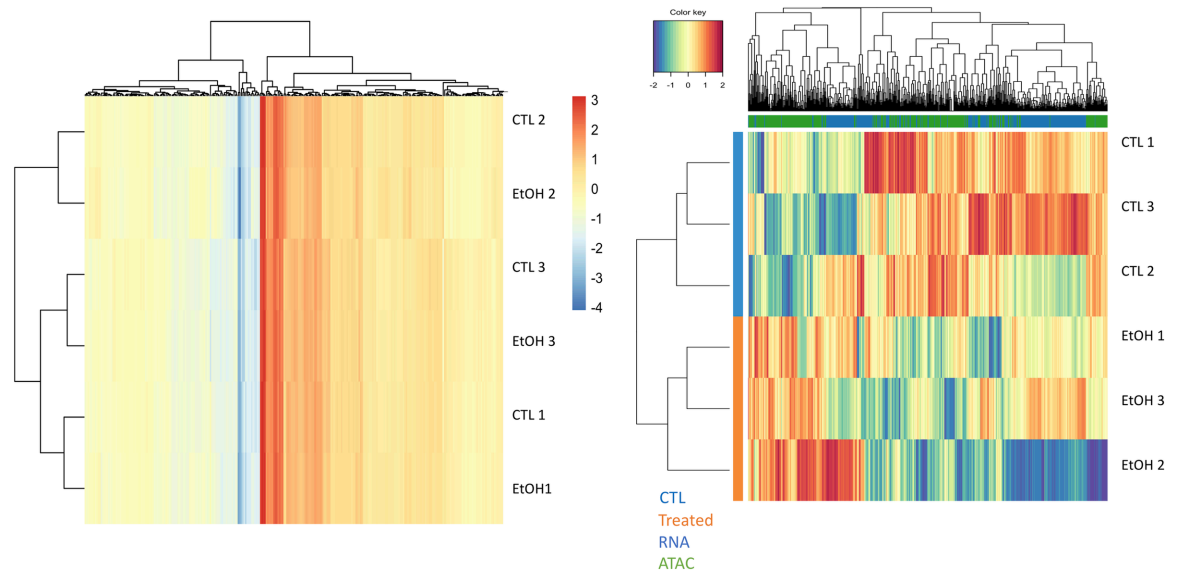 CTL 2
EtOH 2
CTL 3
EtOH 3
CTL 1
EtOH1
3
2
1
0
-1
-2
-3
-4
Color key
-2 -1 0 1 2
CTL 1
CTL 3
CTL 2
EtOH 1
EtOH 3
EtOH 2
CTL
Treated
RNA
ATAC